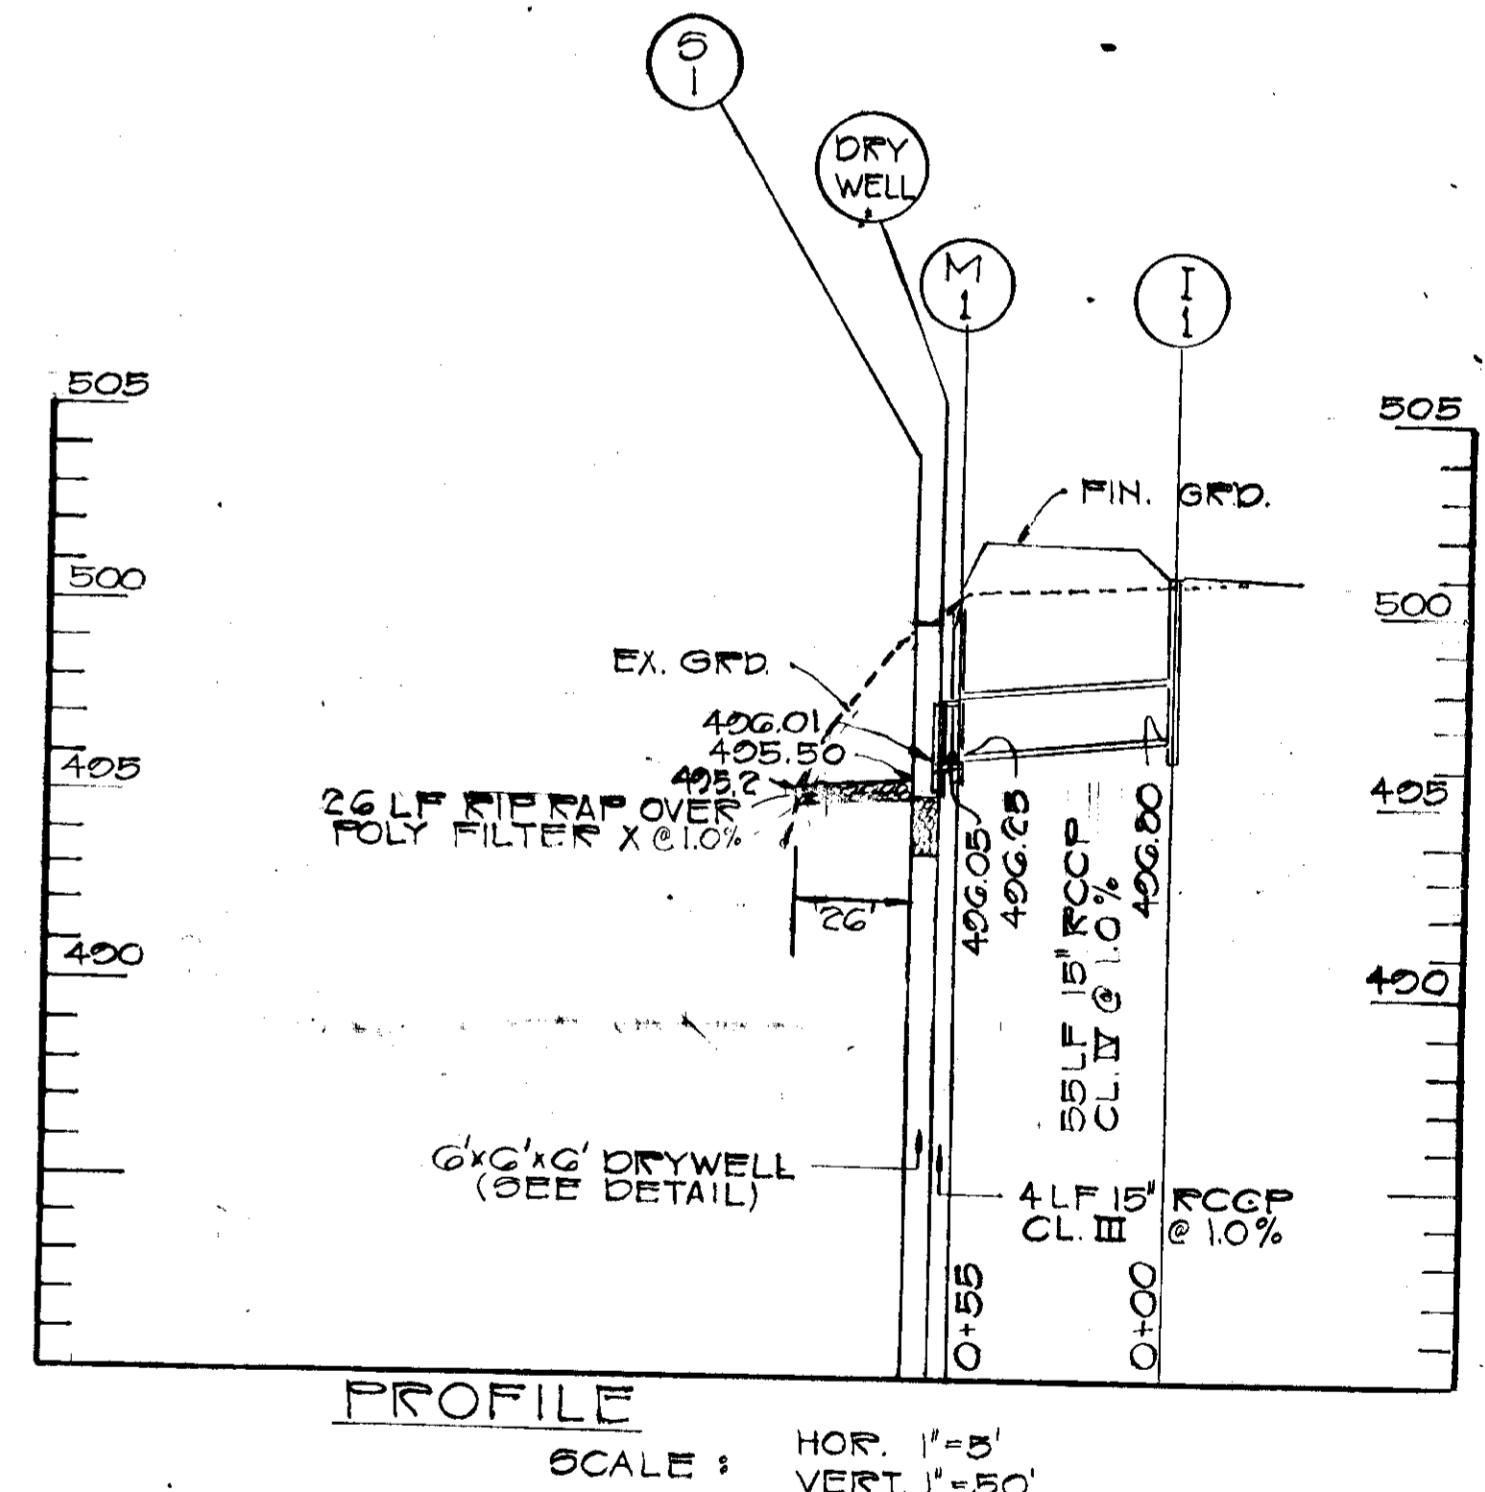 5
1
DRY
WELL
M
1
I
1
505
505
FIN. GRD.
500
500
EX. GRD.
496.01
495.50
495.2
495
495
26 LF RIP RAP OVER
POLY FILTER X @ 1.0%
26'
496.05
496.25
55 LF 15" RCCP
CL. IV @ 1.0%
496.80
490
490
6'x6'x6' DRYWELL
(SEE DETAIL)
4 LF 15" RCCP
CL. III @ 1.0%
0+55
0+00
PROFILE
SCALE : HOR. 1"=5'
VERT. 1"=50'